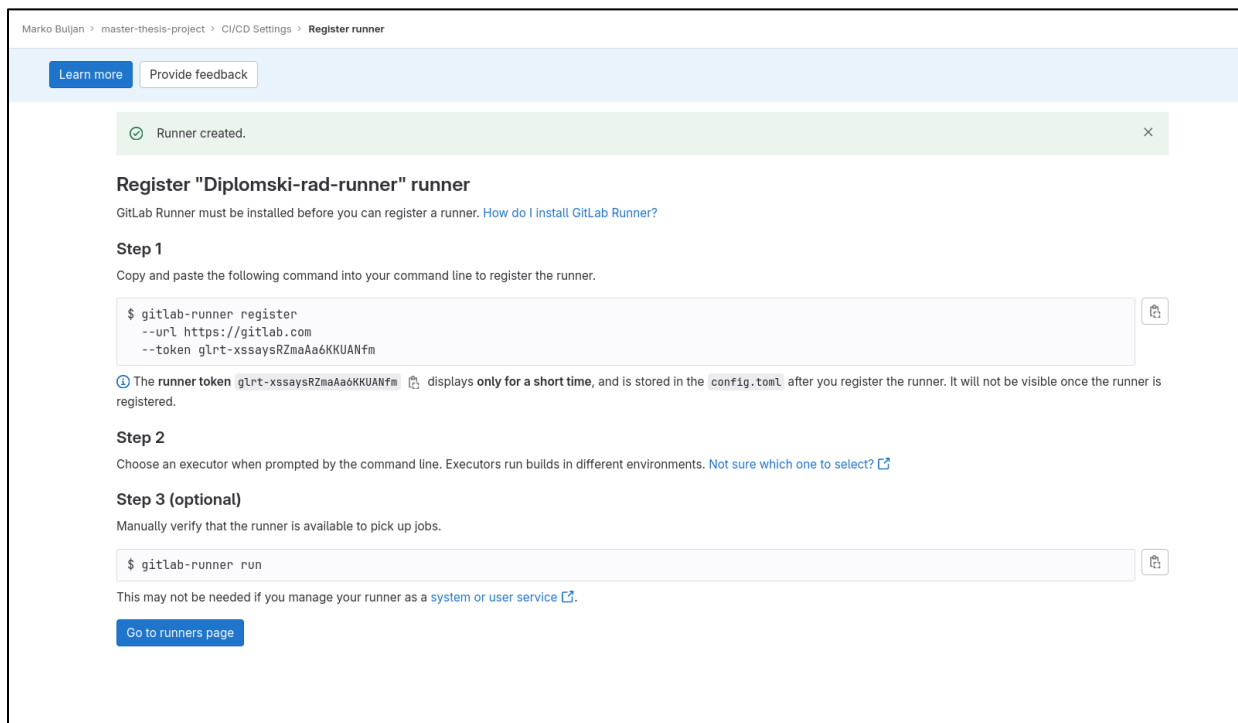 Marko Buljan > master-thesis-project > CI/CD Settings > Register runner
Learn more
Provide feedback
Runner created.
Register "Diplomski-rad-runner" runner
GitLab Runner must be installed before you can register a runner. How do I install GitLab Runner?
Step 1
Copy and paste the following command into your command line to register the runner.
$ gitlab-runner register
--url https://gitlab.com
--token glrt-xssaysRZmaAa6KKUANfm
The runner token glrt-xssaysRZmaAa6KKUANfm displays only for a short time, and is stored in the config.toml after you register the runner. It will not be visible once the runner is
registered.
Step 2
Choose an executor when prompted by the command line. Executors run builds in different environments. Not sure which one to select?
Step 3 (optional)
Manually verify that the runner is available to pick up jobs.
$ gitlab-runner run
This may not be needed if you manage your runner as a system or user service.
Go to runners page